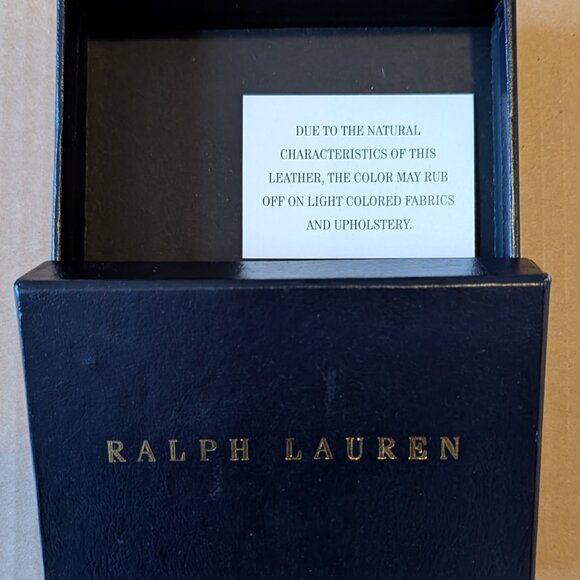 DUE TO THE NATURAL
CHARACTERISTICS OF THIS
LEATHER, THE COLOR MAY RUB
OFF ON LIGHT COLORED FABRICS
AND UPHOLSTERY.
RALPH LAUREN